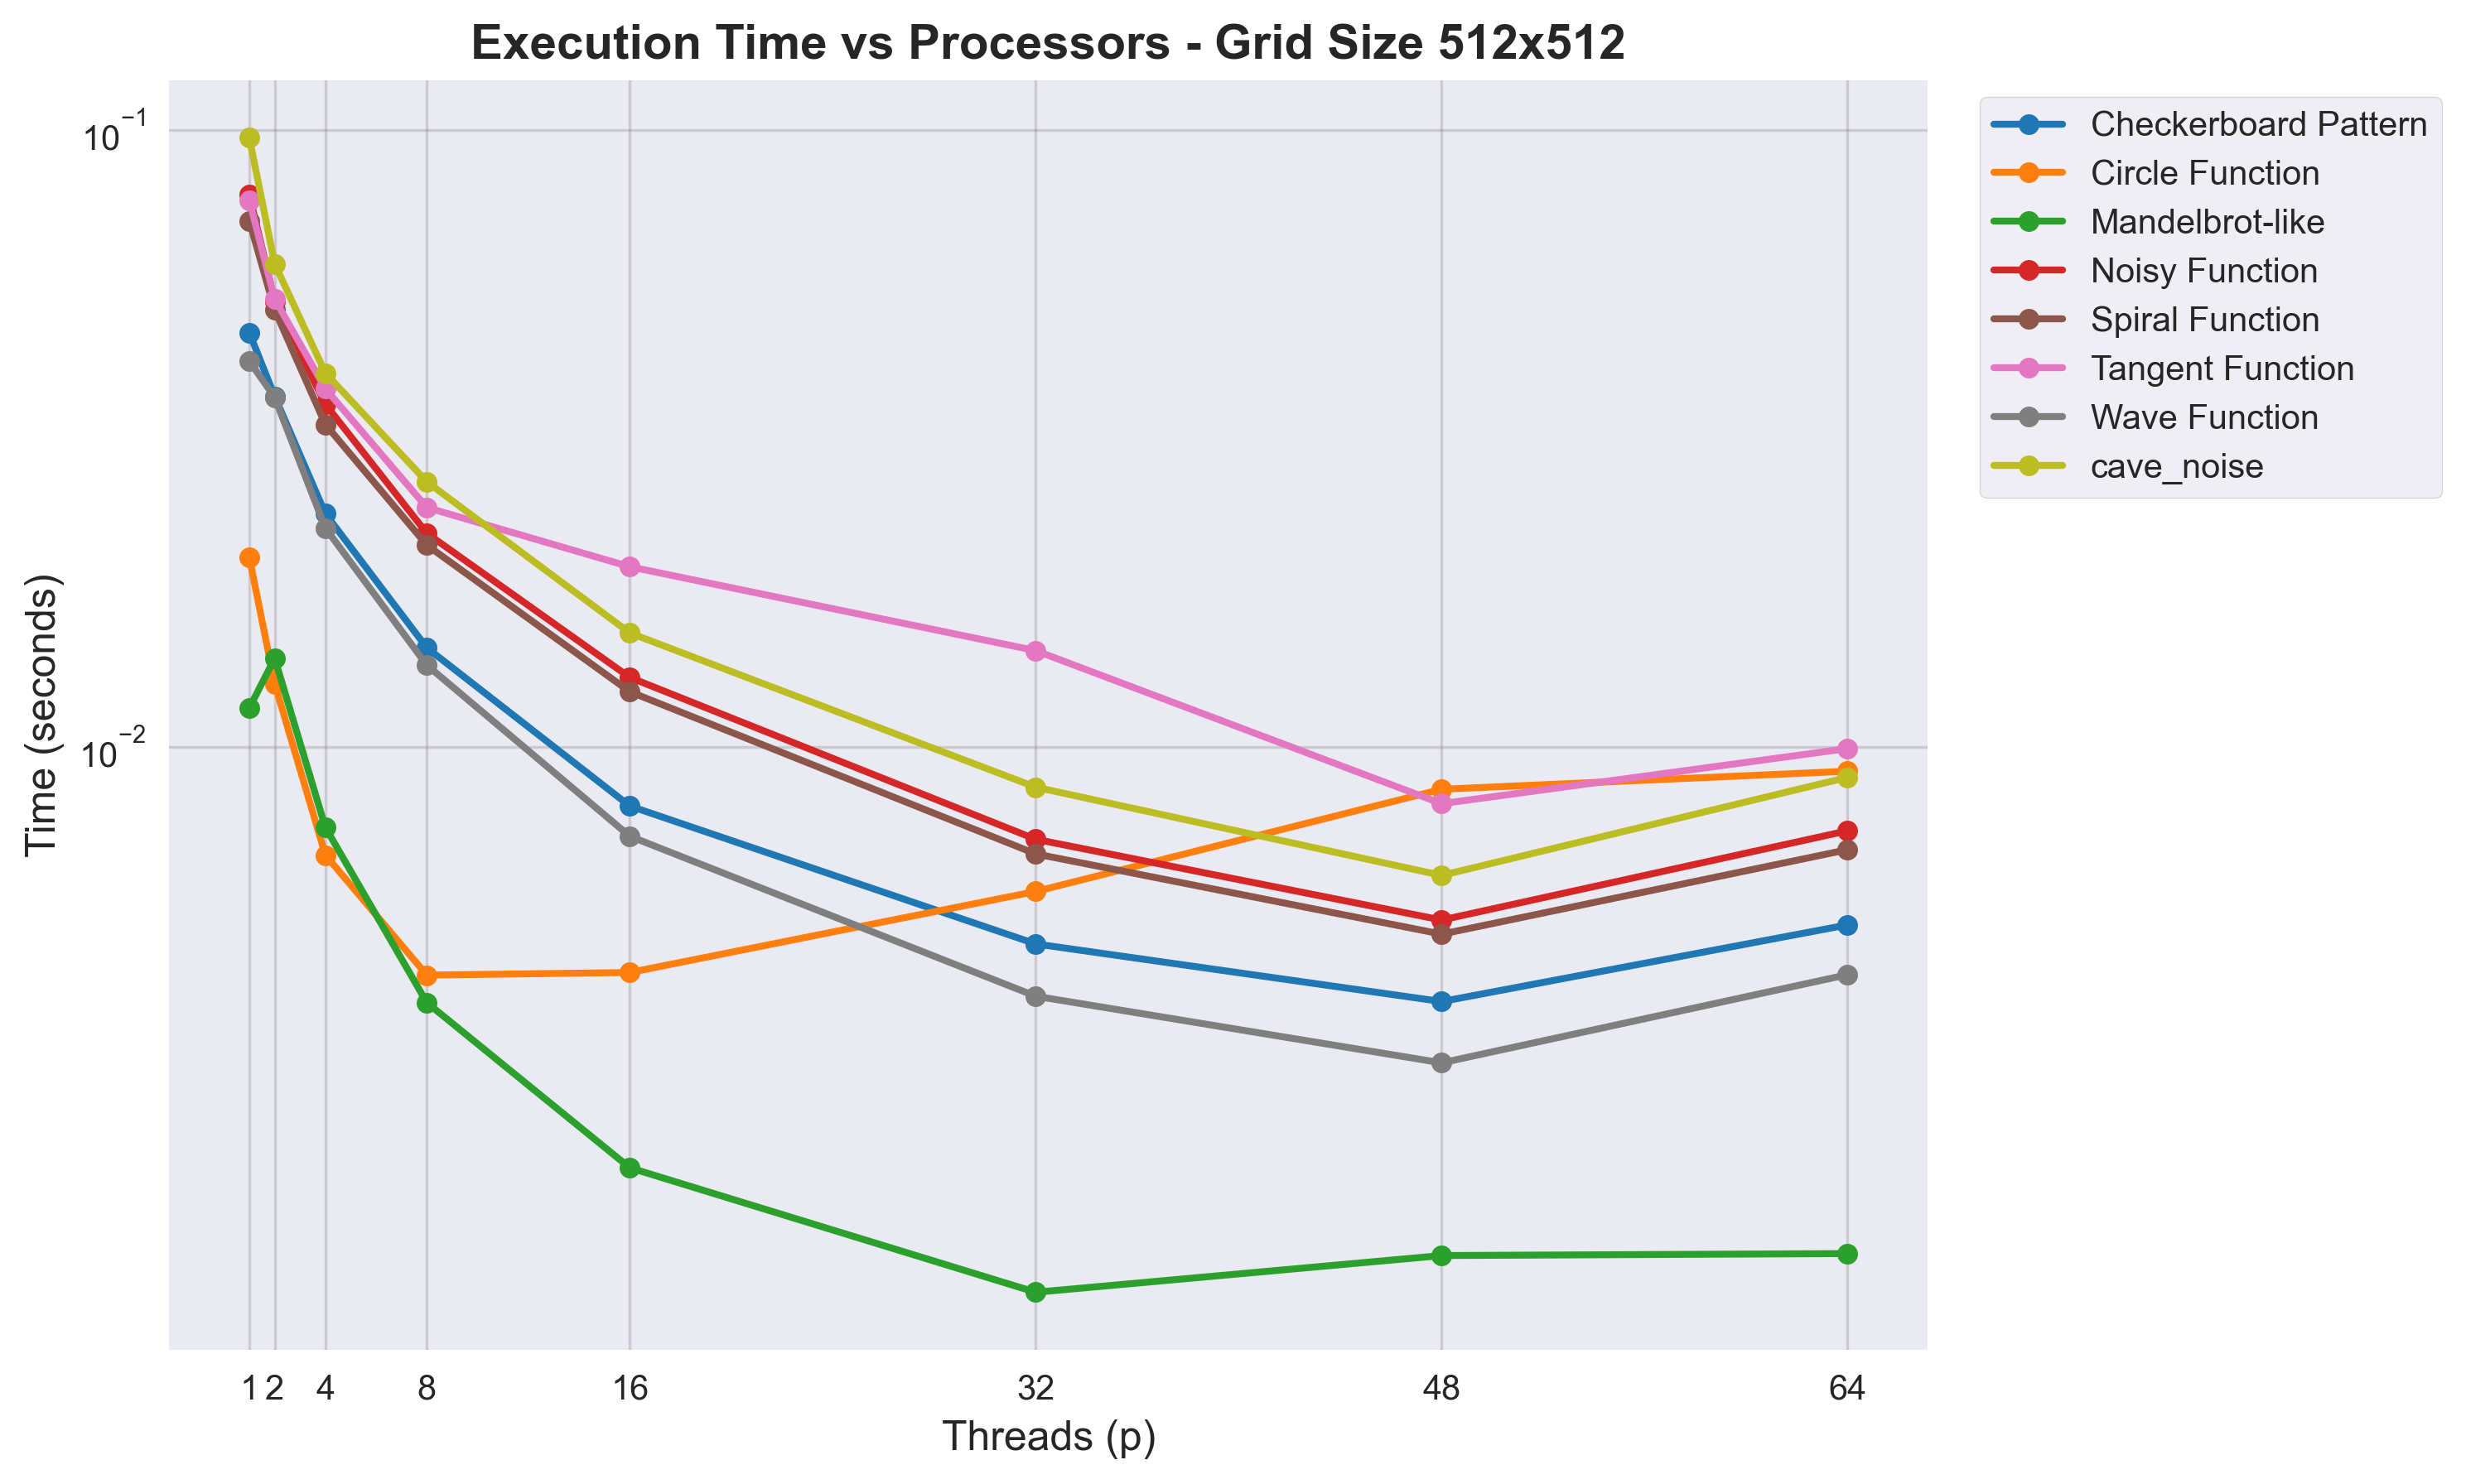 Execution Time vs Processors - Grid Size 512x512
10⁻¹
10⁻²
Time (seconds)
1 2 4 8 16 32 48 64
Threads (p)
Checkerboard Pattern
Circle Function
Mandelbrot-like
Noisy Function
Spiral Function
Tangent Function
Wave Function
cave_noise